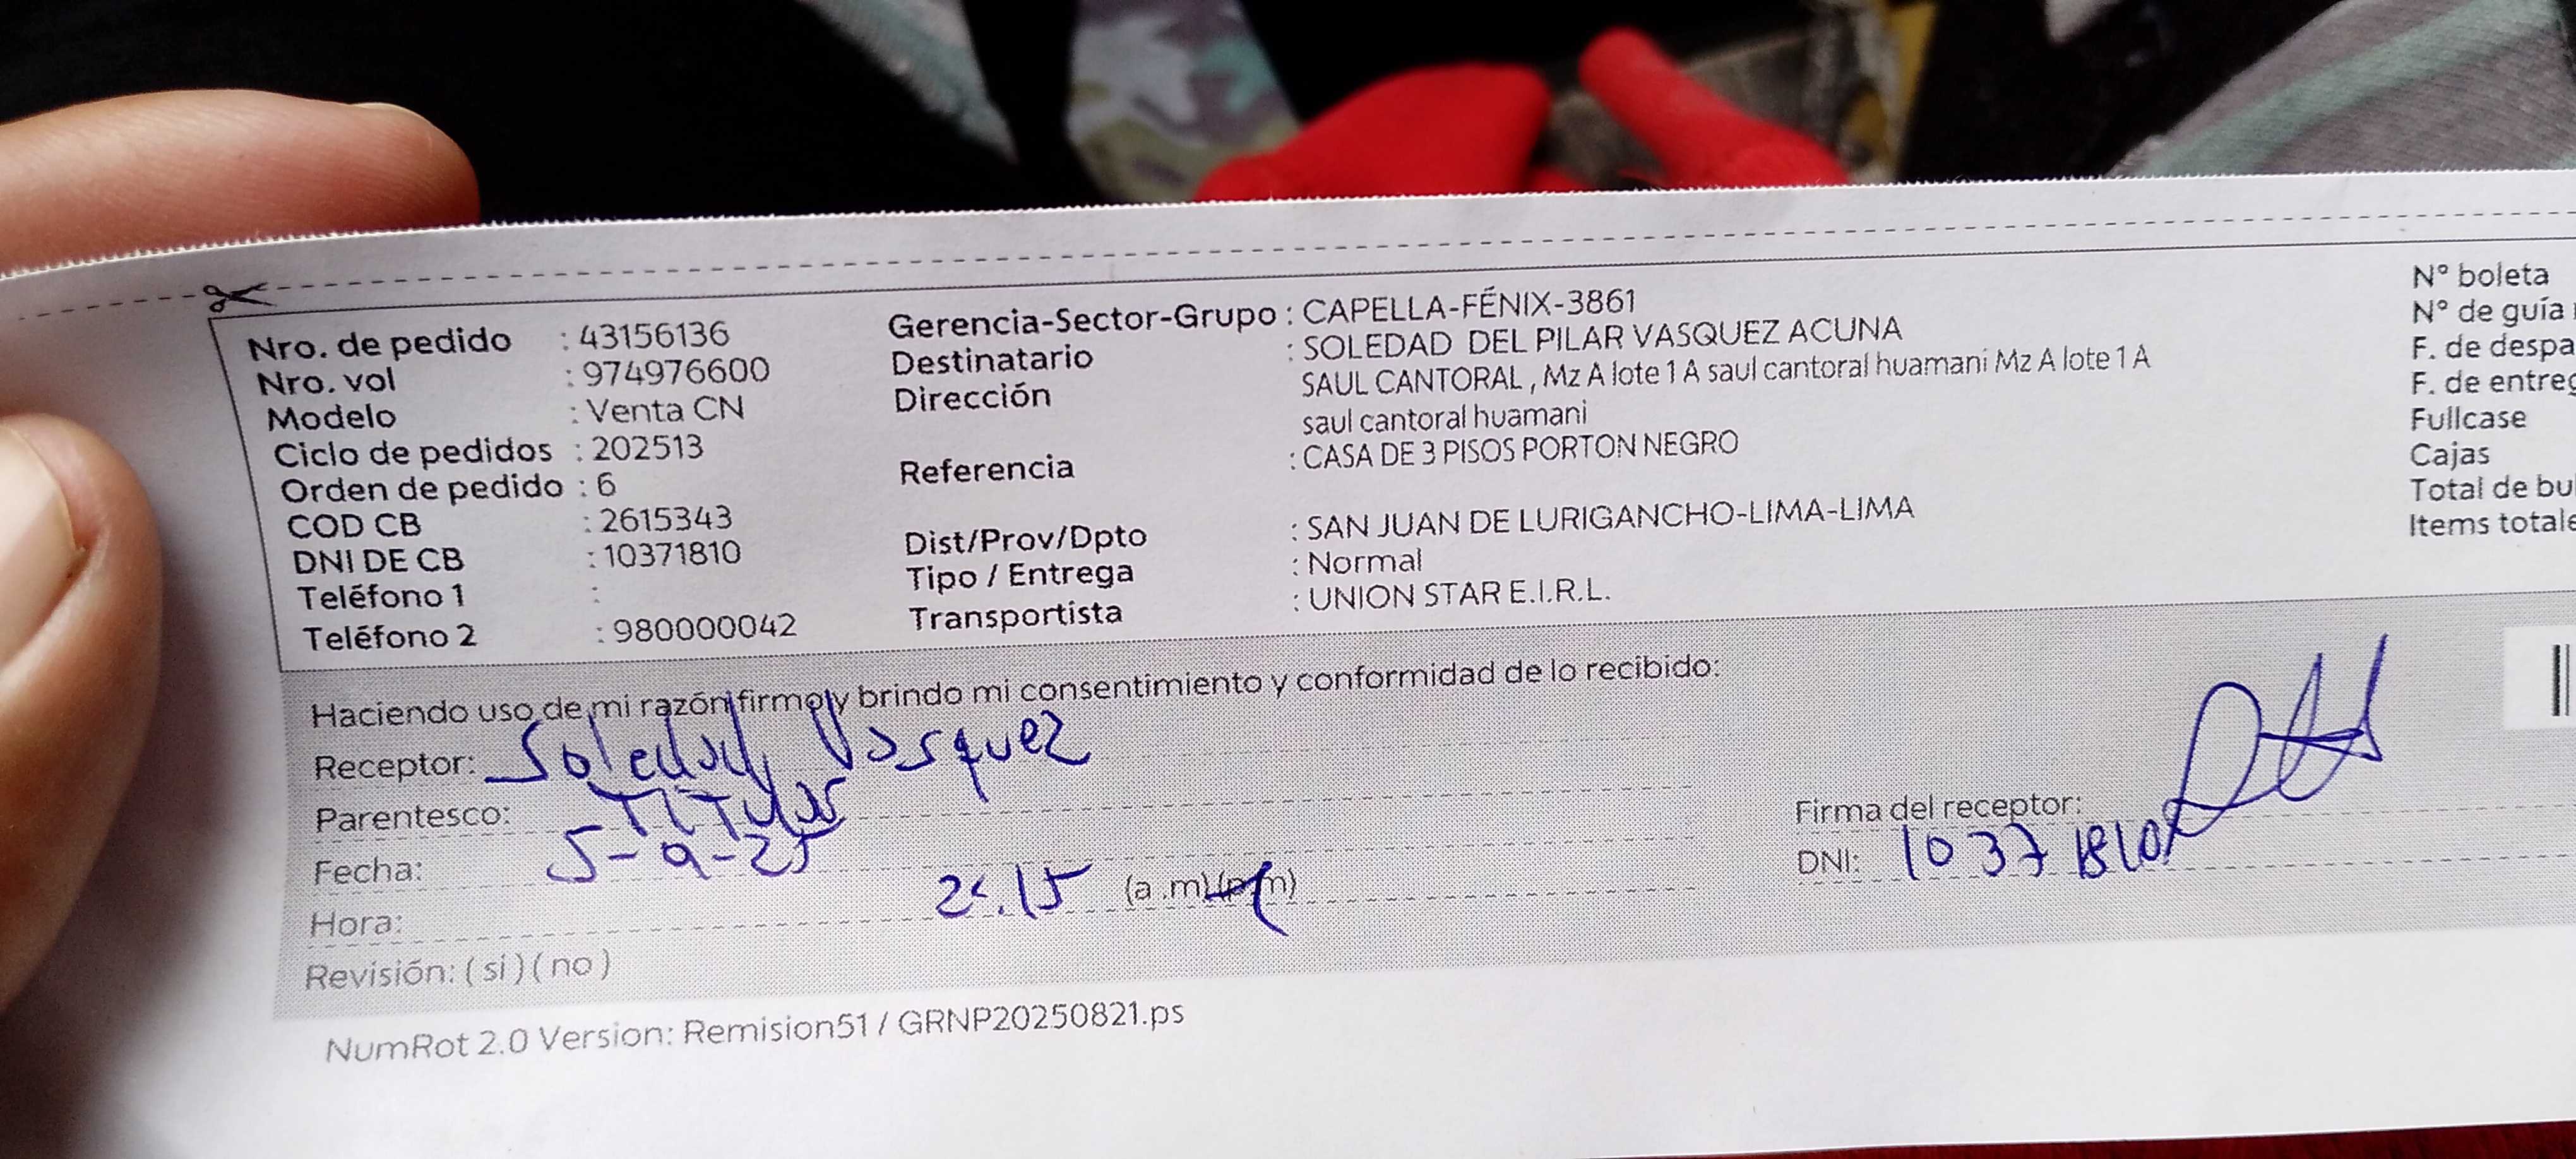 Nro. de pedido : 43156136
Nro. vol : 974976600
Modelo : Venta CN
Ciclo de pedidos : 202513
Orden de pedido : 6
COD CB : 2615343
DNI DE CB : 10371810
Teléfono 1 :
Teléfono 2 : 980000042
Gerencia-Sector-Grupo : CAPELLA-FÉNIX-3861
Destinatario : SOLEDAD DEL PILAR VASQUEZ ACUNA
Dirección SAUL CANTORAL , Mz A lote 1 A saul cantoral huamani Mz A lote 1 A
saul cantoral huamani
Referencia : CASA DE 3 PISOS PORTON NEGRO
Dist/Prov/Dpto : SAN JUAN DE LURIGANCHO-LIMA-LIMA
Tipo / Entrega : Normal
Transportista : UNION STAR E.I.R.L.
N° boleta
N° de guía
F. de despa
F. de entreg
Fullcase
Cajas
Total de bu
Items totale
Haciendo uso de mi razón firmo y brindo mi consentimiento y conformidad de lo recibido:
Receptor: Soledad Vasquez
Parentesco: Titular
Fecha: 5-9-25
Hora: .15 (a .m) (p.m)
Revisión: ( si ) ( no )
Firma del receptor:
DNI: 10371810
NumRot 2.0 Version: Remision51 / GRNP20250821.ps